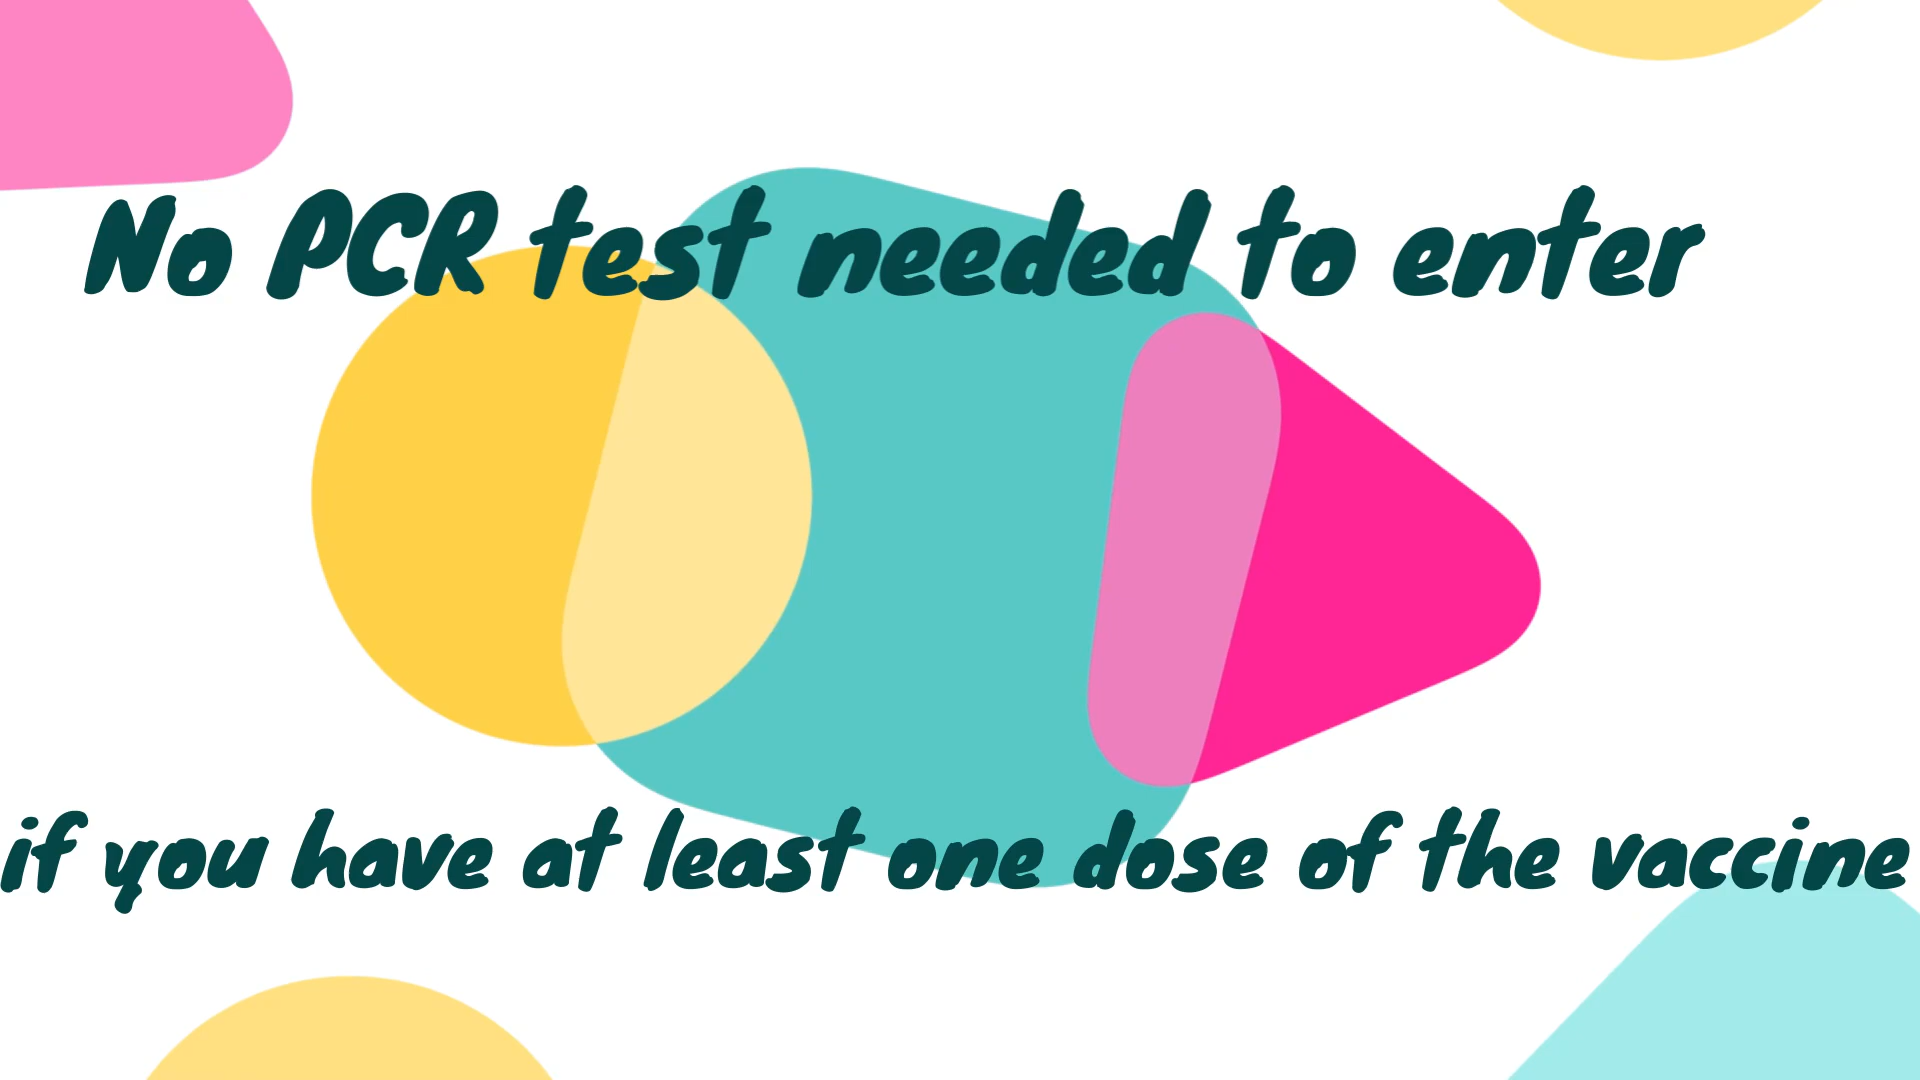 No PCR test needed to enter
if you have at least one dose of the vaccine